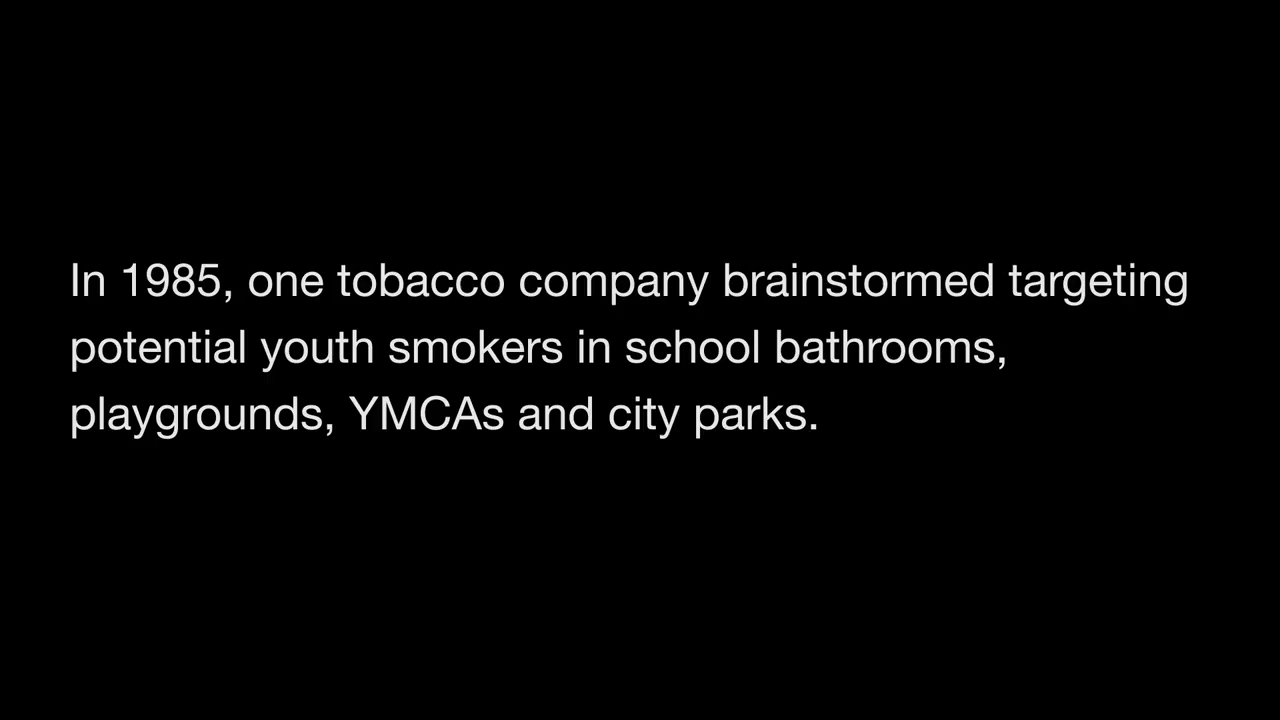 In 1985, one tobacco company brainstormed targeting
potential youth smokers in school bathrooms,
playgrounds, YMCAs and city parks.